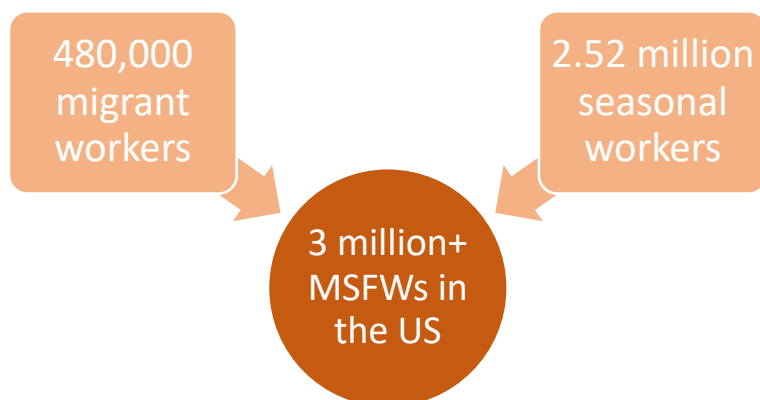 480,000
migrant
workers
2.52 million
seasonal
workers
3 million+
MSFWs in
the US